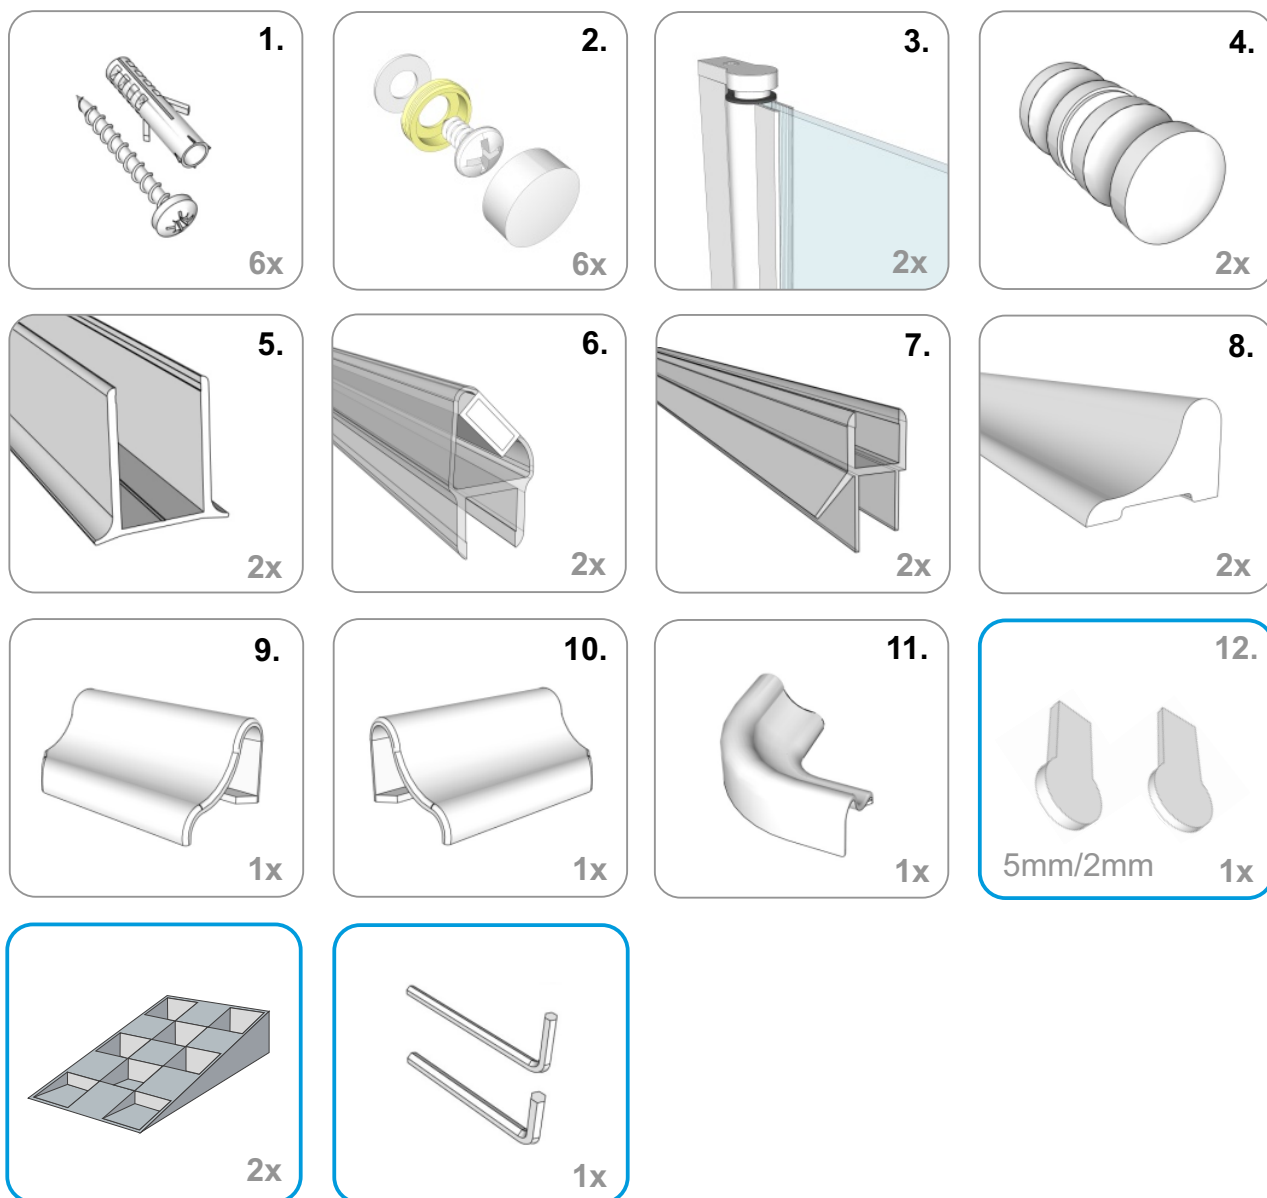 1.
6x
2.
6x
3.
2x
4.
2x
5.
2x
6.
2x
7.
2x
8.
2x
9.
1x
10.
1x
11.
1x
12.
5mm/2mm
1x
2x
1x